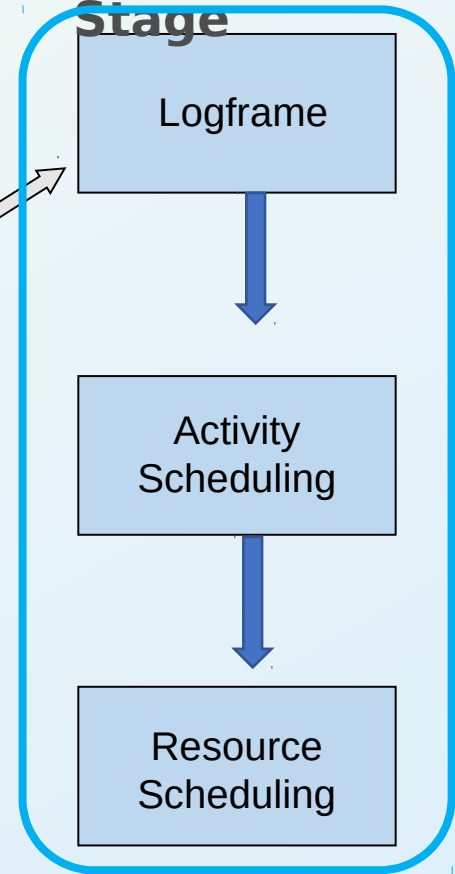 Stage
Logframe
Activity
Scheduling
Resource
Scheduling